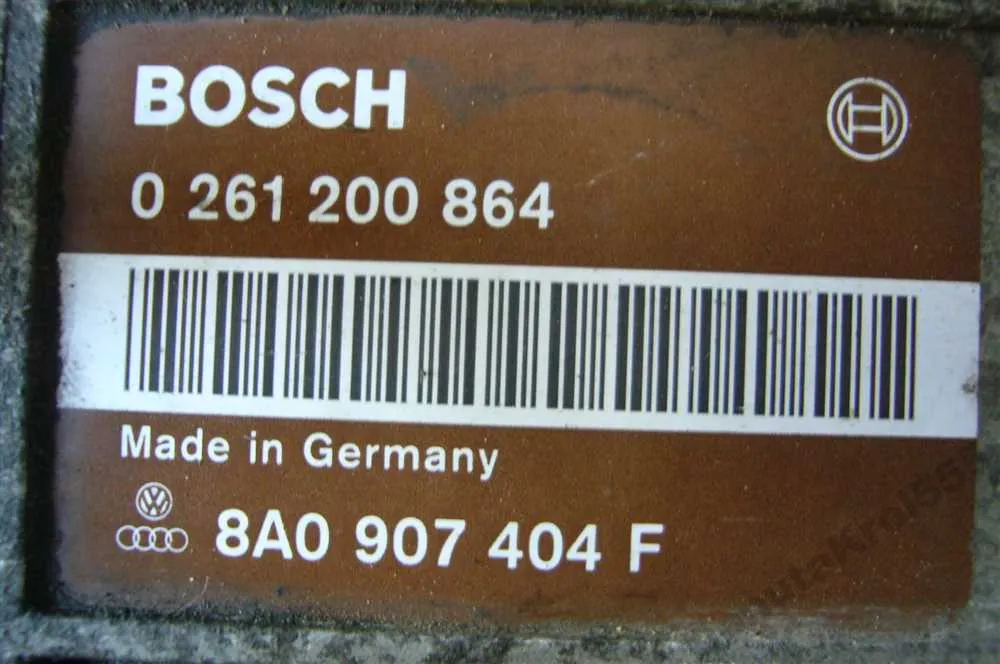 BOSCH
0 261 200 864
Made in Germany
8A0 907 404 F